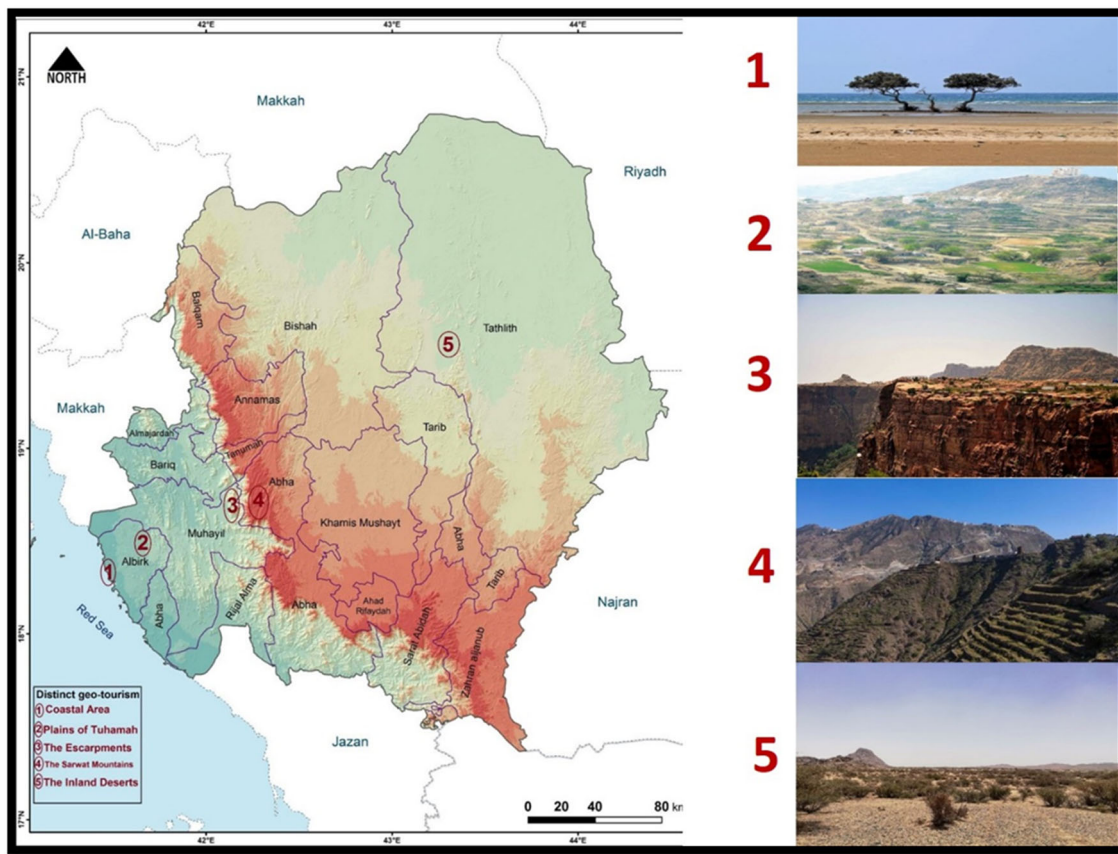 42°E
43°E
44°E
NORTH
21°N
20°N
19°N
18°N
17°N
Makkah
Riyadh
Al-Baha
Balqarn
Bishah
Tathlith
5
Annamas
Makkah
Tarib
Almajardah
Tanumah
Bariq
Abha
3
4
Khamis Mushayt
Muhayil
Abha
2
Albirk
1
Tarib
Abha
Rijal Alma
Abha
Ahad
Rifaydah
Sarat Abidah
Zahran aljanub
Najran
Red Sea
Jazan
Distinct geo-tourism
1 Coastal Area
2 Plains of Tuhamah
3 The Escarpments
4 The Sarwat Mountains
5 The Inland Deserts
0 20 40 80 km
42°E
43°E
44°E
1
2
3
4
5